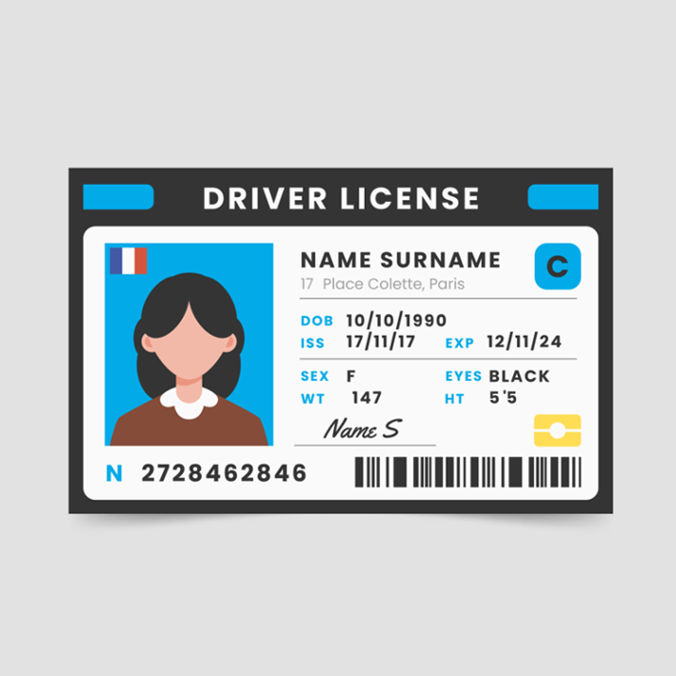 DRIVER LICENSE
NAME SURNAME
C
17 Place Colette, Paris
DOB 10/10/1990
ISS 17/11/17 EXP 12/11/24
SEX F EYES BLACK
WT 147 HT 5'5
Name S
N 2728462846